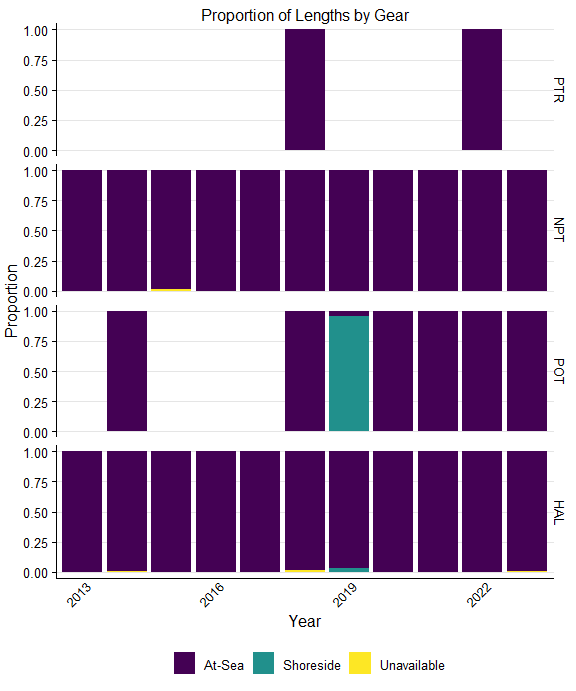 Proportion of Lengths by Gear
1.00
0.75
0.50
0.25
0.00
PTR
1.00
0.75
0.50
0.25
0.00
NPT
Proportion
1.00
0.75
0.50
0.25
0.00
POT
1.00
0.75
0.50
0.25
0.00
HAL
2013 2016 2019 2022
Year
At-Sea Shoreside Unavailable